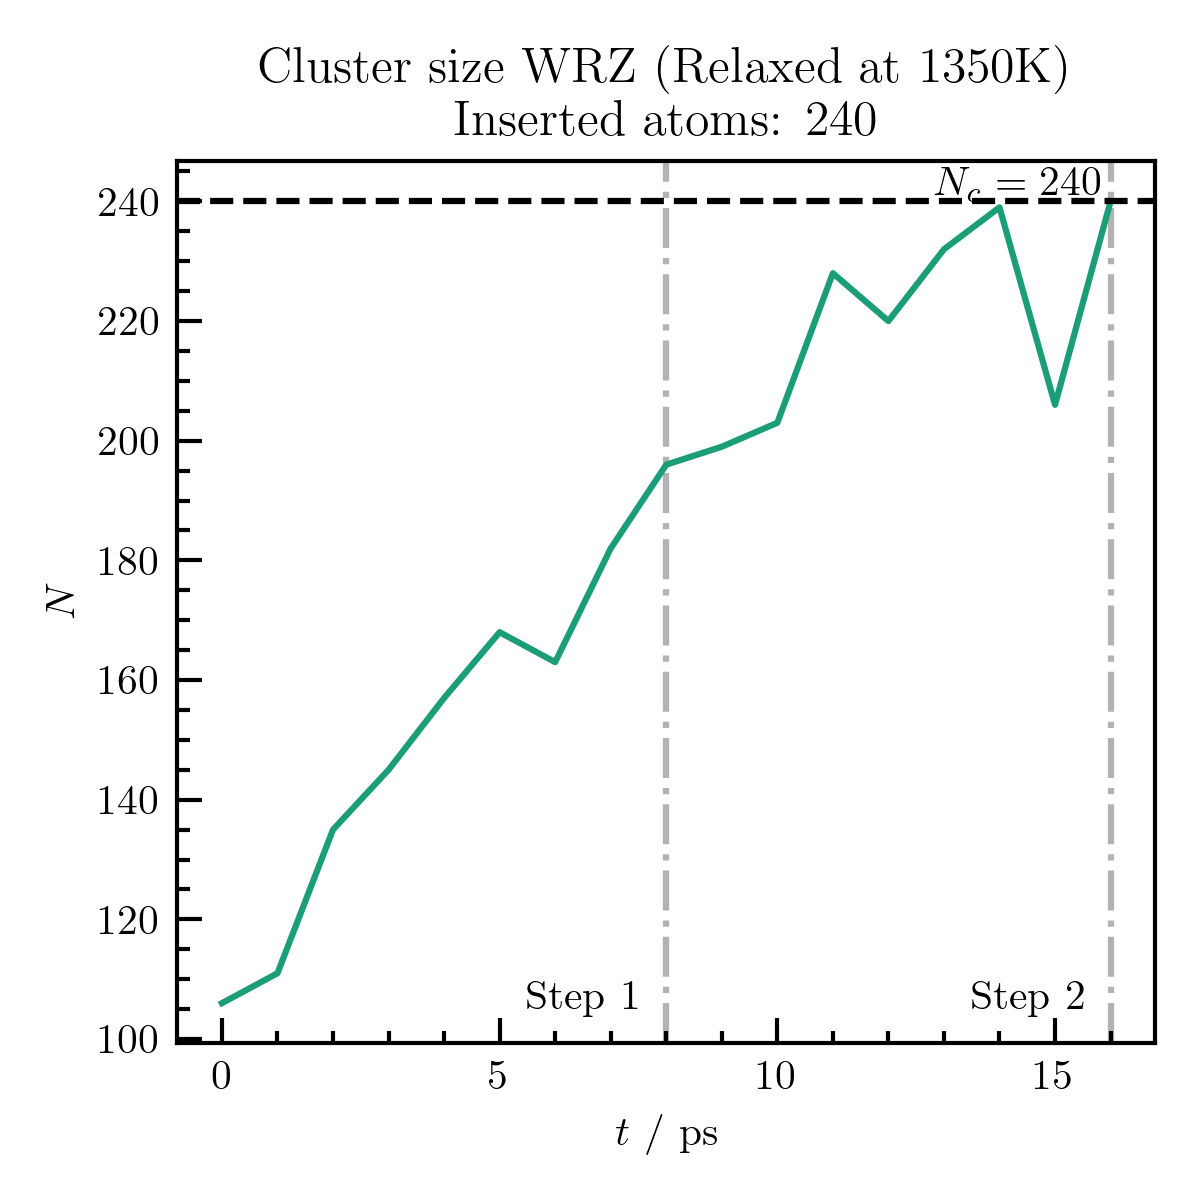 Cluster size WRZ (Relaxed at 1350K)
Inserted atoms: 240
N_c = 240
240
220
200
180
160
140
120
100
N
Step 1
Step 2
0
5
10
15
t / ps